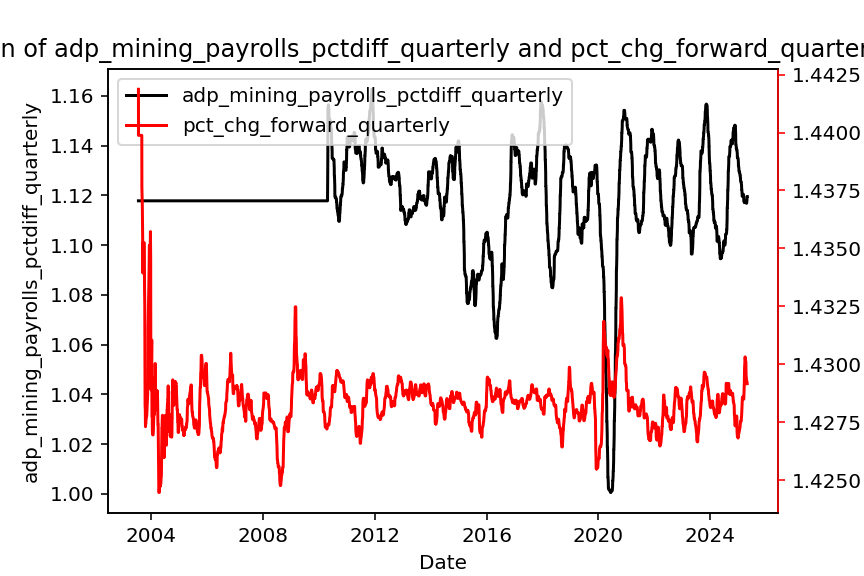 n of adp_mining_payrolls_pctdiff_quarterly and pct_chg_forward_quarter
adp_mining_payrolls_pctdiff_quarterly
pct_chg_forward_quarterly
adp_mining_payrolls_pctdiff_quarterly
1.16
1.14
1.12
1.10
1.08
1.06
1.04
1.02
1.00
1.4425
1.4400
1.4375
1.4350
1.4325
1.4300
1.4275
1.4250
2004 2008 2012 2016 2020 2024
Date